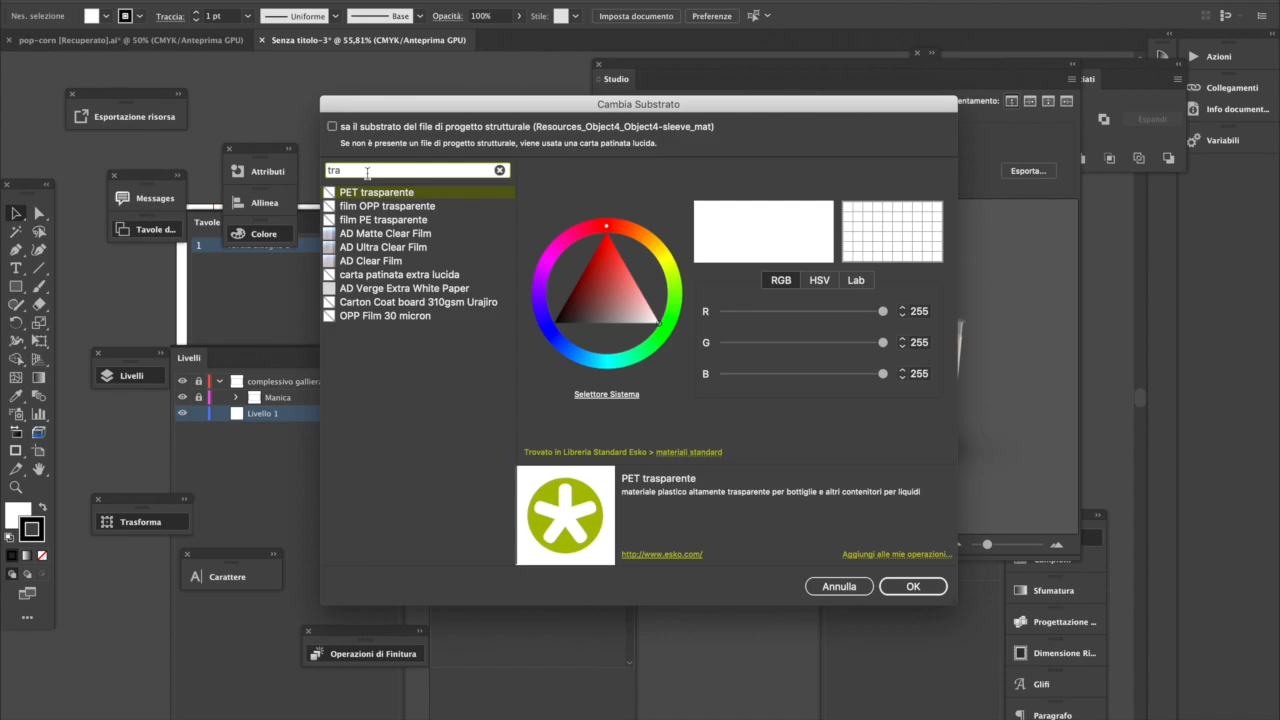 Nes. selezione
Traccia:
1 pt
Uniforme
Base
Opacità:
100%
Stile:
Imposta documento
Preferenze
pop-corn [Recuperato].ai* @ 50% (CMYK/Anteprima GPU)
Senza titolo-3* @ 55,81% (CMYK/Anteprima GPU)
Studio
ciati
Azioni
Collegamenti
Info document...
Variabili
entamento:
Espandi
Esporta...
Esportazione risorsa
Attributi
Allinea
Colore
Messages
Tavole d...
Tavole
1
Livelli
Livelli
complessivo gallier
Manica
Livello 1
Trasforma
Carattere
Operazioni di Finitura
Cambia Substrato
sa il substrato del file di progetto strutturale (Resources_Object4_Object4-sleeve_mat)
Se non è presente un file di progetto strutturale, viene usata una carta patinata lucida.
tra
PET trasparente
film OPP trasparente
film PE trasparente
AD Matte Clear Film
AD Ultra Clear Film
AD Clear Film
carta patinata extra lucida
AD Verge Extra White Paper
Carton Coat board 310gsm Urajiro
OPP Film 30 micron
Selettore Sistema
RGB
HSV
Lab
R
255
G
255
B
255
Trovato in Libreria Standard Esko > materiali standard
PET trasparente
materiale plastico altamente trasparente per bottiglie e altri contenitori per liquidi
http://www.esko.com/
Aggiungi alle mie operazioni...
Annulla
OK
Sfumatura
Progettazione ...
Dimensione Ri...
Glifi
Paragrafo